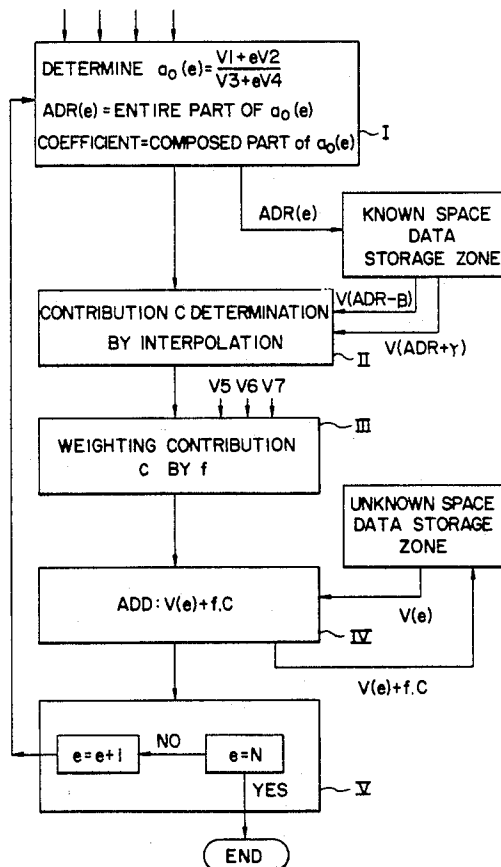 DETERMINE a₀(e)=V1+eV2
V3+eV4
ADR(e)=ENTIRE PART OF a₀(e)
COEFFICIENT=COMPOSED PART of a₀(e)
I
ADR(e)
KNOWN SPACE
DATA
STORAGE ZONE
V(ADR-B)
V(ADR+γ)
CONTRIBUTION C DETERMINATION
BY INTERPOLATION
II
V5 V6 V7
WEIGHTING CONTRIBUTION
C BY f
III
UNKNOWN SPACE
DATA STORAGE
ZONE
ADD: V(e)+f.C
V(e)
IV
V(e)+f.C
e=e+1
NO
e=N
YES
V
END